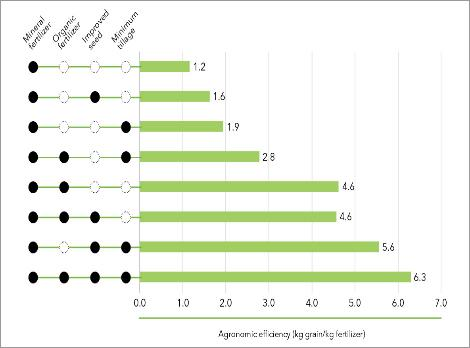 Mineral
fertilizer
Organic
fertilizer
Improved
seed
Minimum
tillage
1.2
1.6
1.9
2.8
4.6
4.6
5.6
6.3
0.0 1.0 2.0 3.0 4.0 5.0 6.0 7.0
Agronomic efficiency (kg grain/kg fertilizer)